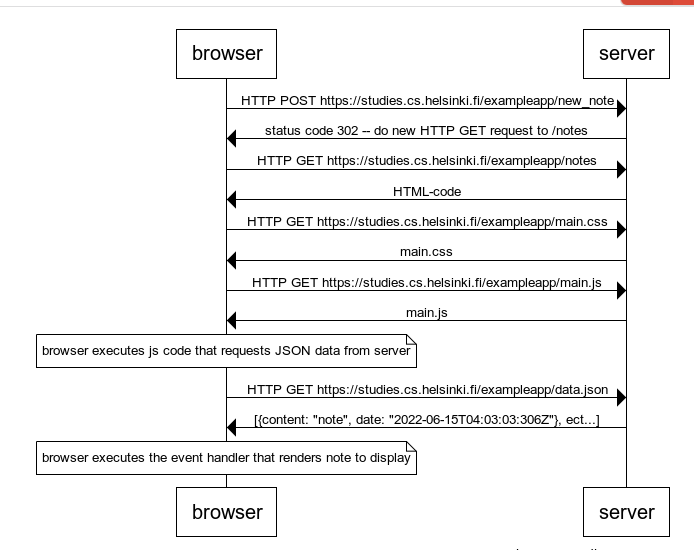 browser server
HTTP POST https://studies.cs.helsinki.fi/exampleapp/new_note
status code 302 -- do new HTTP GET request to /notes
HTTP GET https://studies.cs.helsinki.fi/exampleapp/notes
HTML-code
HTTP GET https://studies.cs.helsinki.fi/exampleapp/main.css
main.css
HTTP GET https://studies.cs.helsinki.fi/exampleapp/main.js
main.js
browser executes js code that requests JSON data from server
HTTP GET https://studies.cs.helsinki.fi/exampleapp/data.json
[{content: "note", date: "2022-06-15T04:03:03:306Z"}, ect...]
browser executes the event handler that renders note to display
browser server